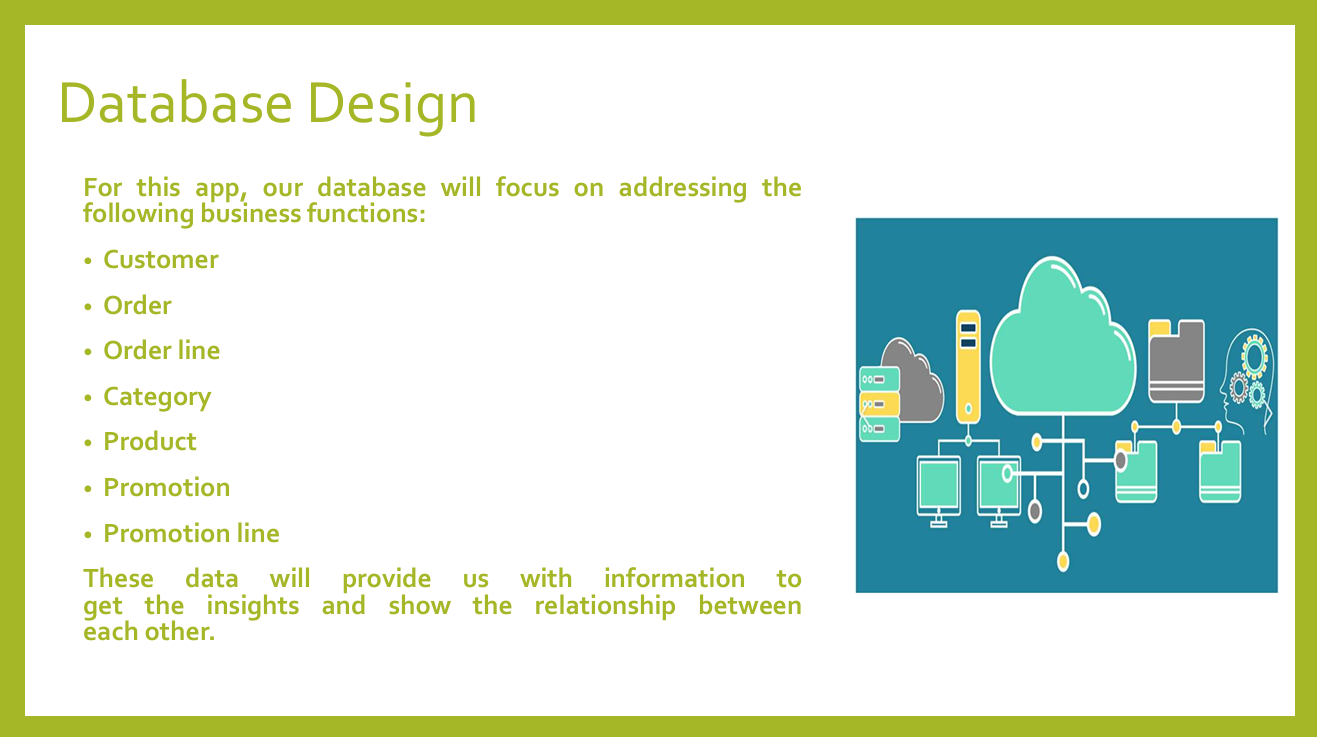 Database Design
For this app, our database will focus on addressing the
following business functions:
• Customer
• Order
• Order line
• Category
• Product
• Promotion
• Promotion line
These data will provide us with information to
get the insights and show the relationship between
each other.